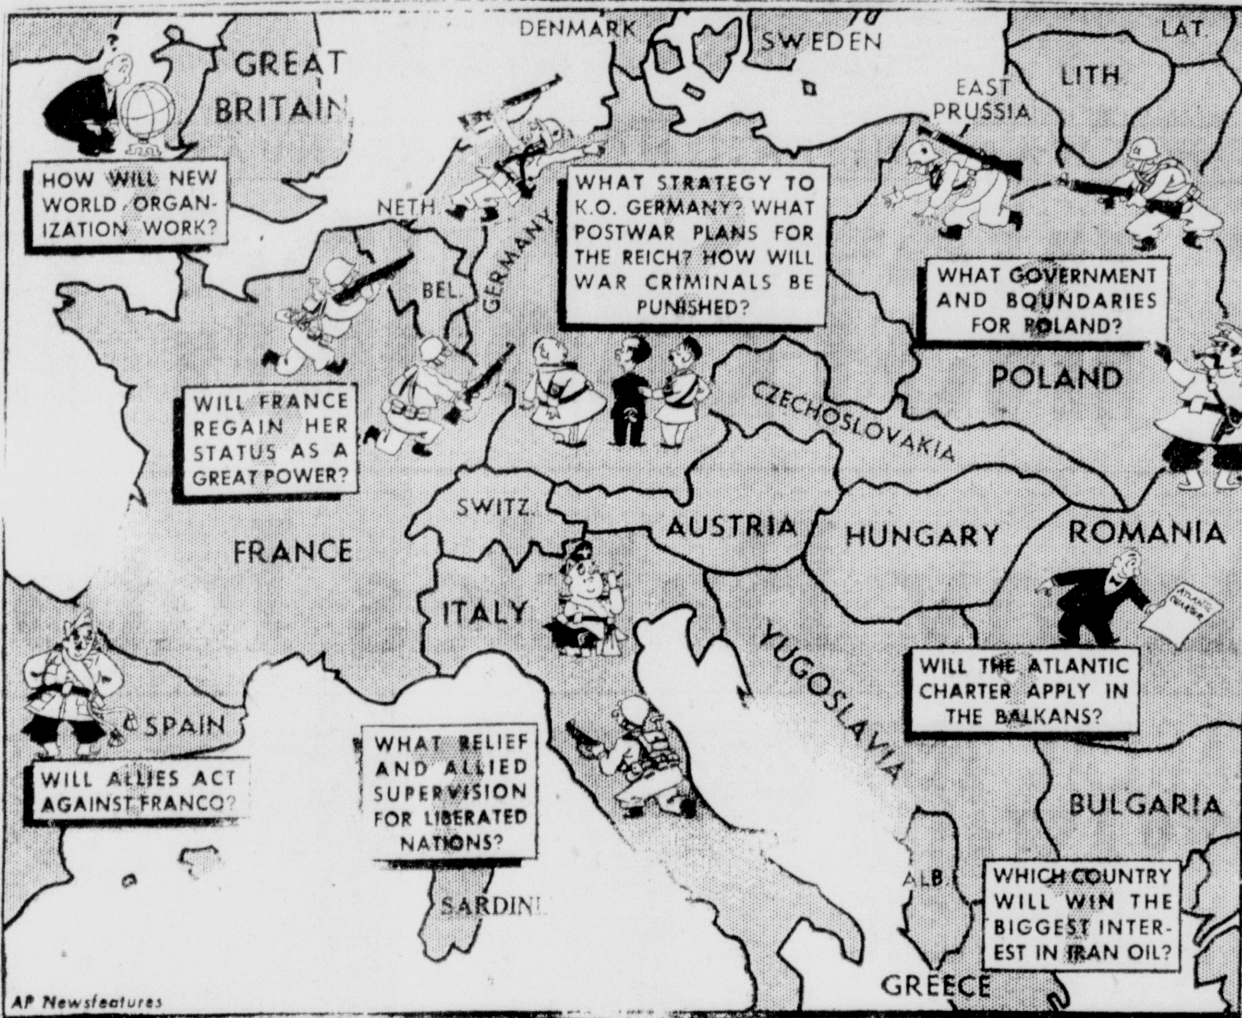 DENMARK
SWEDEN
LAT.
GREAT
BRITAIN
LITH
EAST
PRUSSIA
HOW WILL NEW
WORLD ORGAN-
IZATION WORK?
NETH.
GERMANY
WHAT STRATEGY TO
K.O. GERMANY? WHAT
POSTWAR PLANS FOR
THE REICH? HOW WILL
WAR CRIMINALS BE
PUNISHED?
BEL.
WHAT GOVERNMENT
AND BOUNDARIES
FOR POLAND?
POLAND
WILL FRANCE
REGAIN HER
STATUS AS A
GREAT POWER?
CZECHOSLOVAKIA
SWITZ.
AUSTRIA
HUNGARY
ROMANIA
FRANCE
ITALY
ATLANTIC
CHARTER
YUGOSLAVIA
WILL THE ATLANTIC
CHARTER APPLY IN
THE BALKANS?
SPAIN
WILL ALLIES ACT
AGAINST FRANCO?
WHAT RELIEF
AND ALLIED
SUPERVISION
FOR LIBERATED
NATIONS?
BULGARIA
ALB.
WHICH COUNTRY
WILL WIN THE
BIGGEST INTER-
EST IN IRAN OIL?
SARDINI
GREECE
AP Newsfeatures